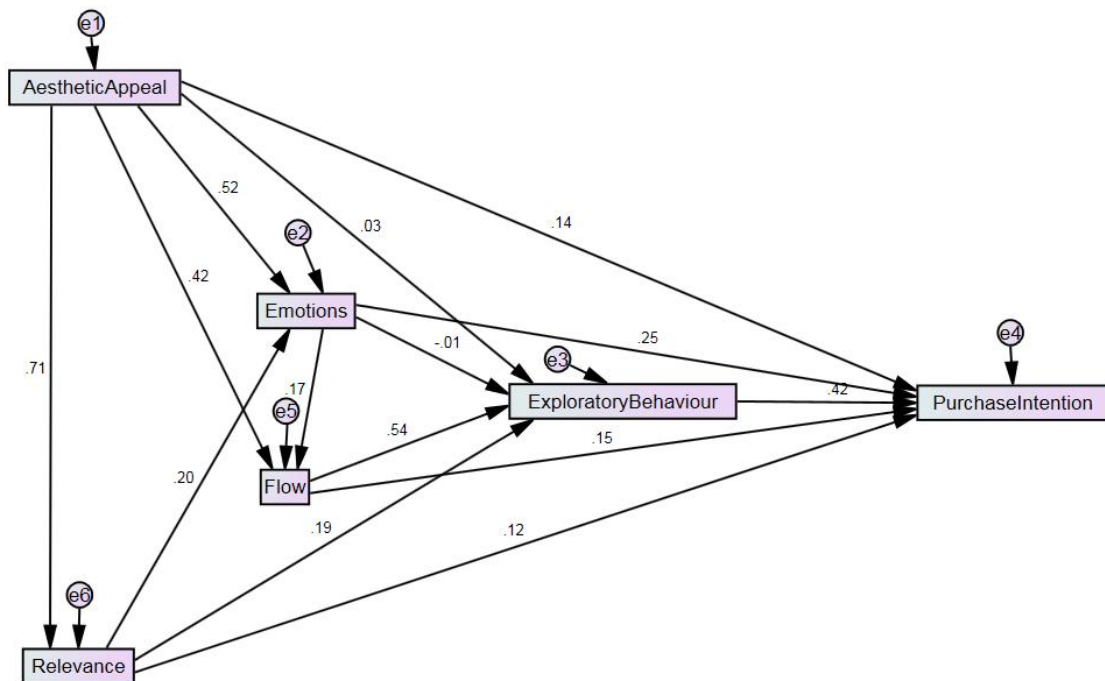 e1
AestheticAppeal
.52
.03
.14
e2
.42
Emotions
-.01
.25
e3
e4
.71
.17
ExploratoryBehaviour
.42
PurchaseIntention
e5
.54
.15
Flow
.20
.19
.12
e6
Relevance